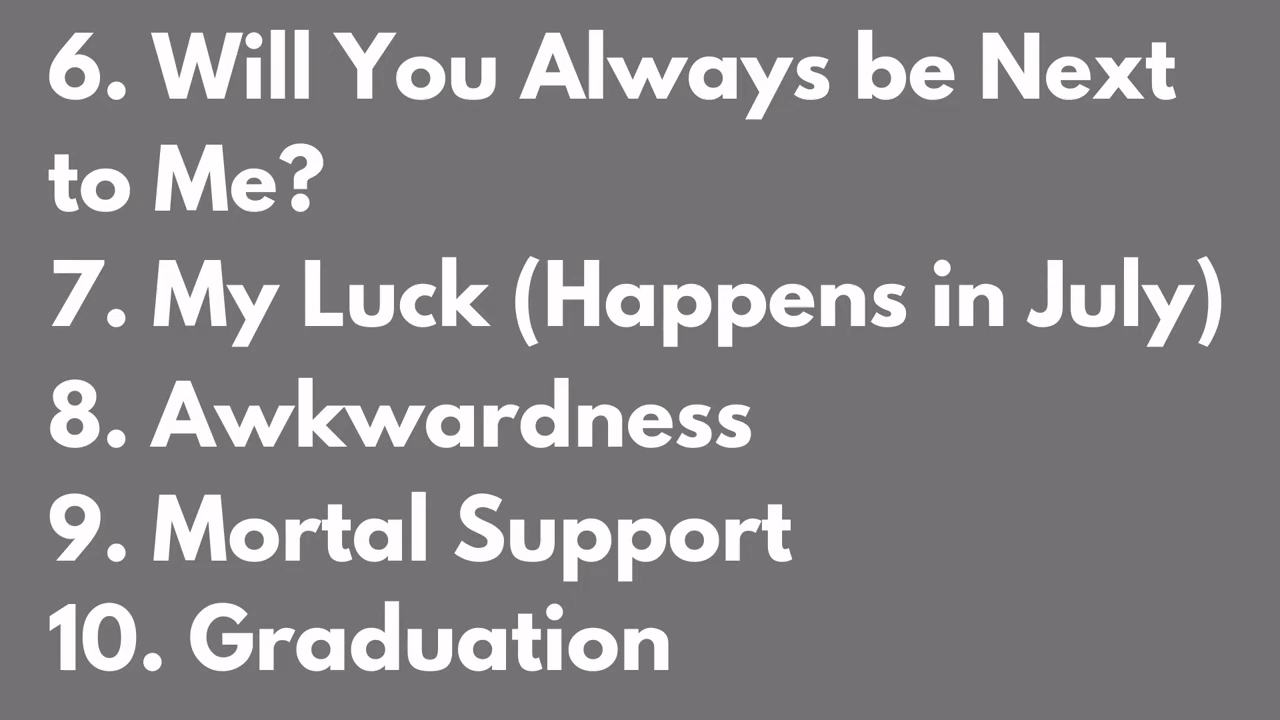 6. Will You Always be Next
to Me?
7. My Luck (Happens in July)
8. Awkwardness
9. Mortal Support
10. Graduation